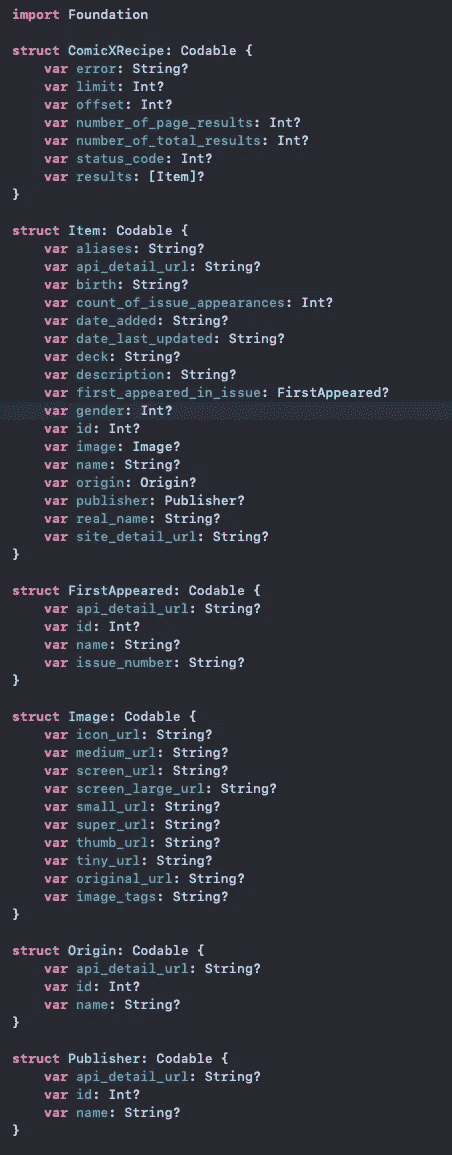 import Foundation
struct ComicXRecipe: Codable {
var error: String?
var limit: Int?
var offset: Int?
var number_of_page_results: Int?
var number_of_total_results: Int?
var status_code: Int?
var results: [Item]?
}
struct Item: Codable {
var aliases: String?
var api_detail_url: String?
var birth: String?
var count_of_issue_appearances: Int?
var date_added: String?
var date_last_updated: String?
var deck: String?
var description: String?
var first_appeared_in_issue: FirstAppeared?
var gender: Int?
var id: Int?
var image: Image?
var name: String?
var origin: Origin?
var publisher: Publisher?
var real_name: String?
var site_detail_url: String?
}
struct FirstAppeared: Codable {
var api_detail_url: String?
var id: Int?
var name: String?
var issue_number: String?
}
struct Image: Codable {
var icon_url: String?
var medium_url: String?
var screen_url: String?
var screen_large_url: String?
var small_url: String?
var super_url: String?
var thumb_url: String?
var tiny_url: String?
var original_url: String?
var image_tags: String?
}
struct Origin: Codable {
var api_detail_url: String?
var id: Int?
var name: String?
}
struct Publisher: Codable {
var api_detail_url: String?
var id: Int?
var name: String?
}